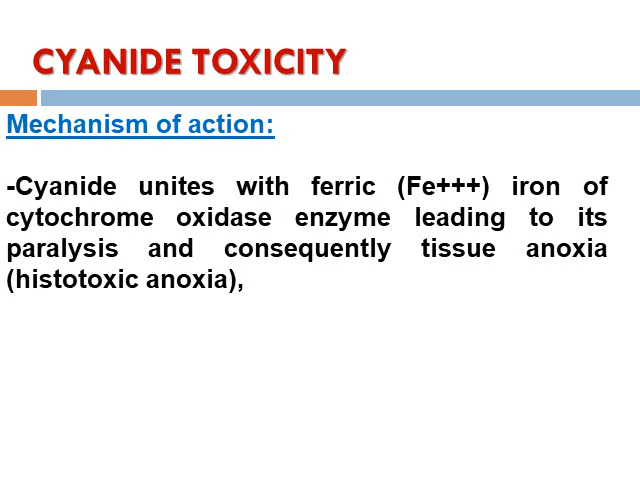 CYANIDE TOXICITY
Mechanism of action:
-Cyanide unites with ferric (Fe+++) iron of
cytochrome oxidase enzyme leading to its
paralysis and consequently tissue anoxia
(histotoxic anoxia),